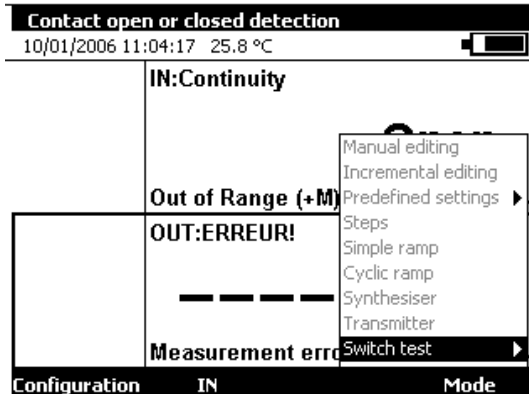 Contact open or closed detection
10/01/2006 11:04:17 25.8 °C
IN:Continuity
Out of Range (+M)
OUT:ERREUR!
-----
Measurement erro
Manual editing
Incremental editing
Predefined settings
Steps
Simple ramp
Cyclic ramp
Synthesiser
Transmitter
Switch test
Configuration IN Mode